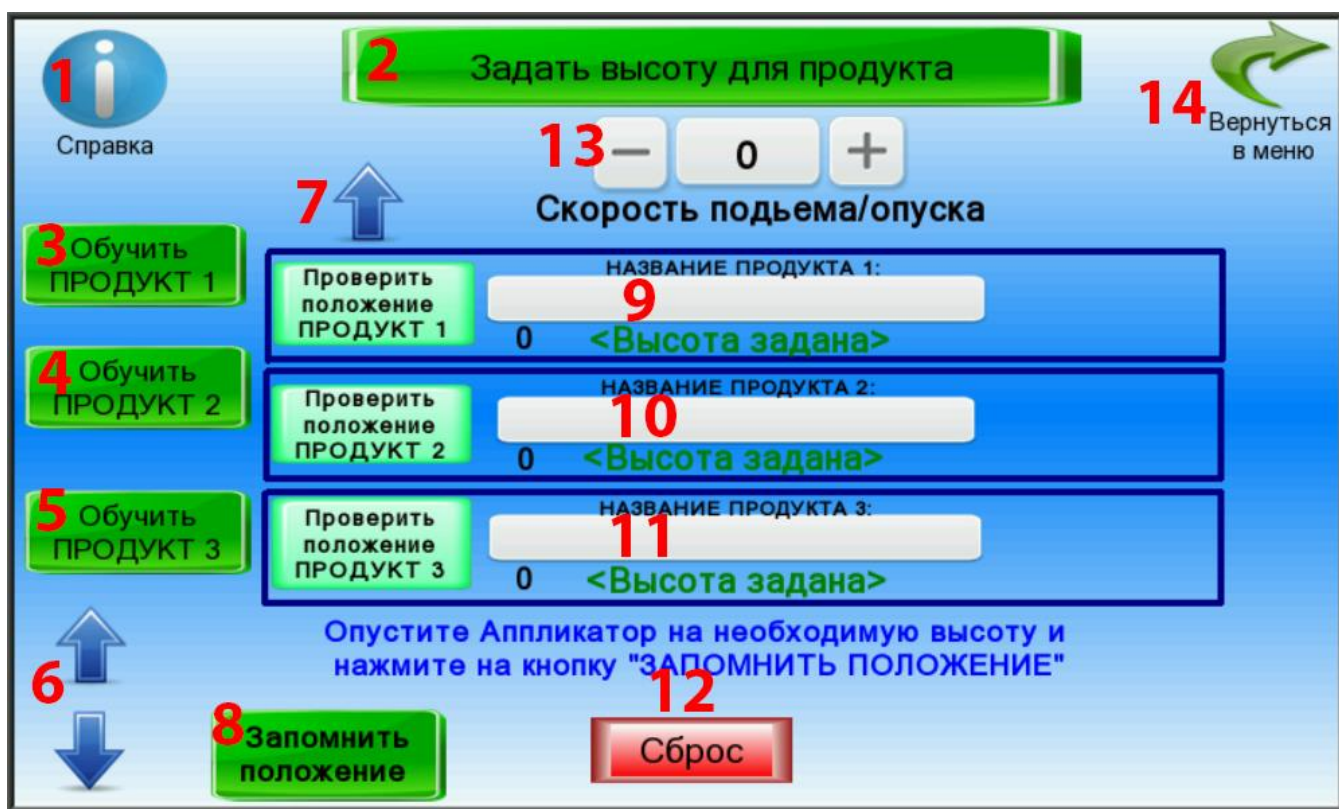 1
Справка
2 Задать высоту для продукта
14 Вернуться
в меню
13 − 0 +
Скорость подьема/опуска
7
3 Обучить
ПРОДУКТ 1
Проверить
положение
ПРОДУКТ 1
НАЗВАНИЕ ПРОДУКТА 1:
9
0 <Высота задана>
4 Обучить
ПРОДУКТ 2
Проверить
положение
ПРОДУКТ 2
НАЗВАНИЕ ПРОДУКТА 2:
10
0 <Высота задана>
5 Обучить
ПРОДУКТ 3
Проверить
положение
ПРОДУКТ 3
НАЗВАНИЕ ПРОДУКТА 3:
11
0 <Высота задана>
6
Опустите Аппликатор на необходимую высоту и
нажмите на кнопку "ЗАПОМНИТЬ ПОЛОЖЕНИЕ"
8 Запомнить
положение
12
Сброс